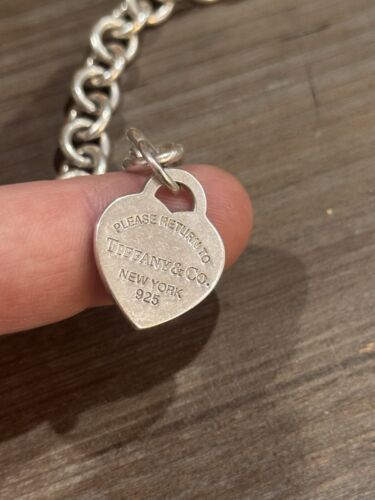 PLEASE RETURN TO
TIFFANY & CO.
NEW YORK
925